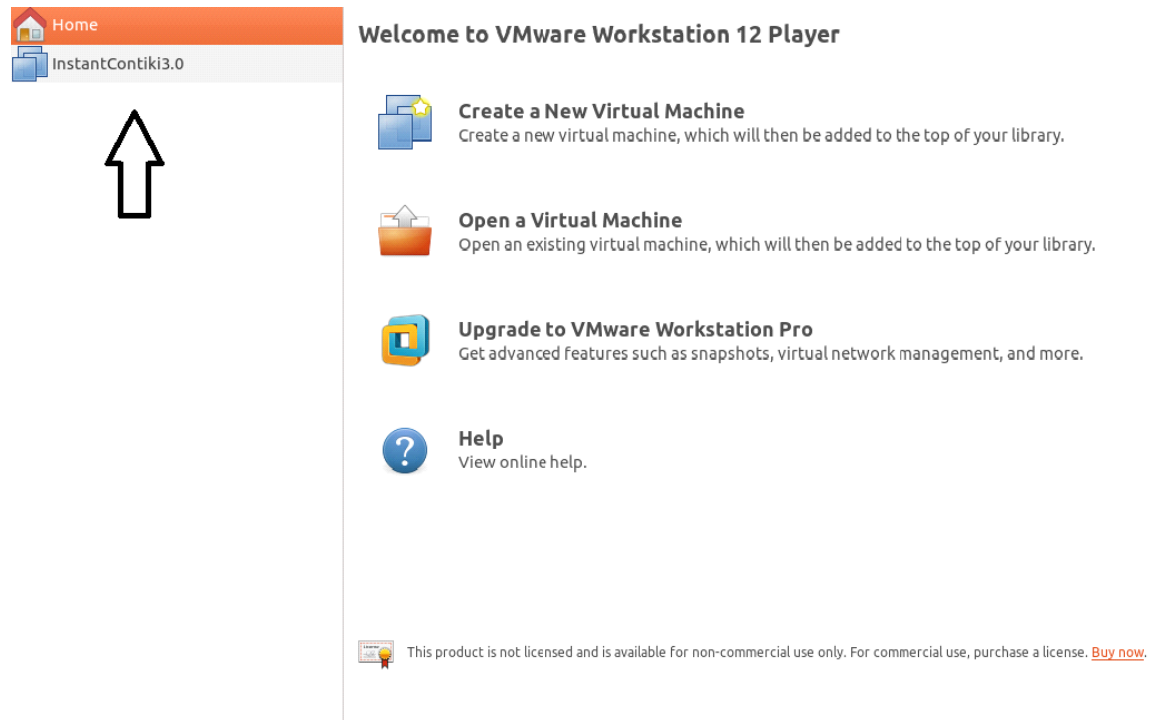 Home
InstantContiki3.0
Welcome to VMware Workstation 12 Player
Create a New Virtual Machine
Create a new virtual machine, which will then be added to the top of your library.
Open a Virtual Machine
Open an existing virtual machine, which will then be added to the top of your library.
Upgrade to VMware Workstation Pro
Get advanced features such as snapshots, virtual network management, and more.
Help
View online help.
This product is not licensed and is available for non-commercial use only. For commercial use, purchase a license. Buy now.